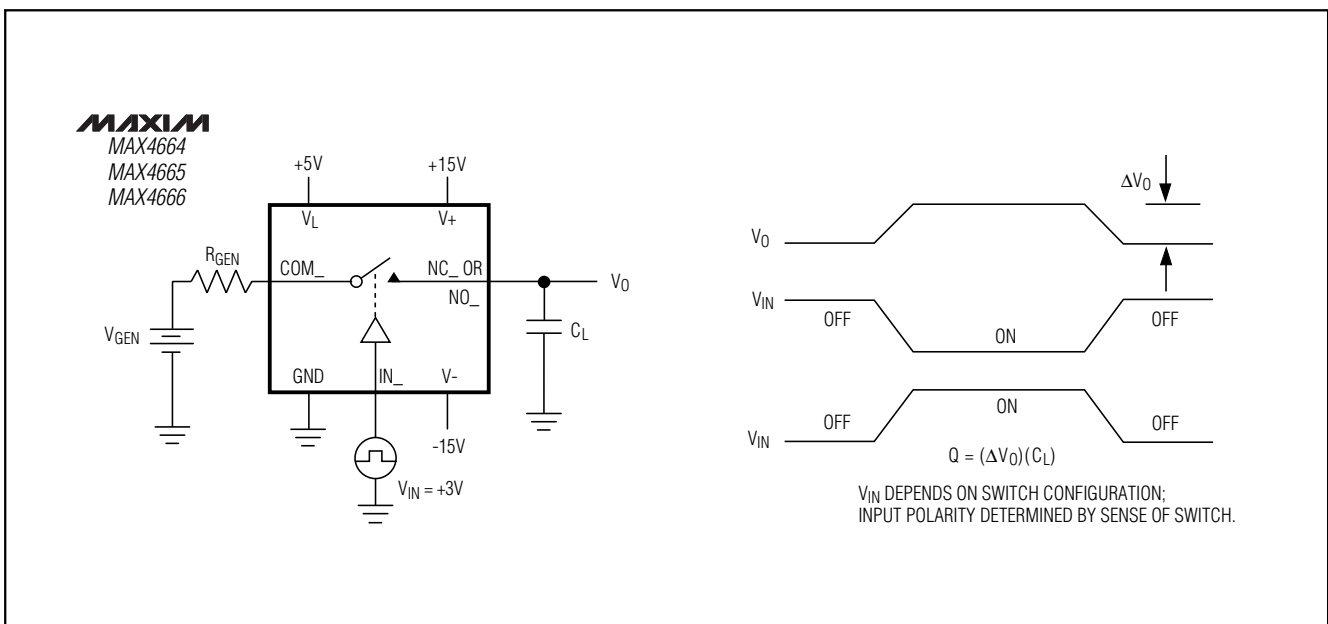 MAXIM
MAX4664
MAX4665
MAX4666
+5V
+15V
VL
V+
RGEN
COM_
NC_ OR
NO_
VO
VGEN
CL
GND
IN_
V-
-15V
VIN = +3V
ΔVO
VO
VIN
OFF
ON
OFF
VIN
OFF
ON
OFF
Q = (ΔVO)(CL)
VIN DEPENDS ON SWITCH CONFIGURATION;
INPUT POLARITY DETERMINED BY SENSE OF SWITCH.